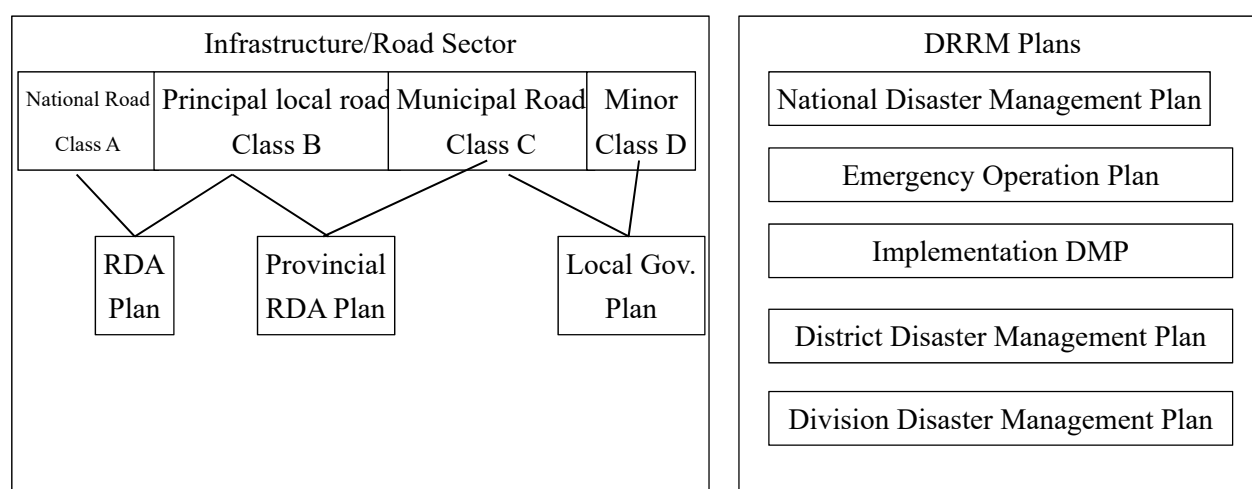 Infrastructure/Road Sector
National Road
Class A
Principal local road
Class B
Municipal Road
Class C
Minor
Class D
RDA
Plan
Provincial
RDA Plan
Local Gov.
Plan
DRRM Plans
National Disaster Management Plan
Emergency Operation Plan
Implementation DMP
District Disaster Management Plan
Division Disaster Management Plan